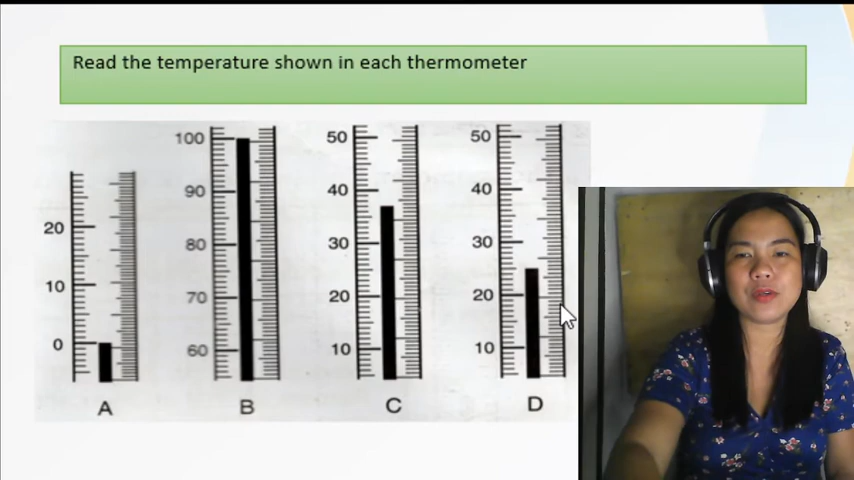 Read the temperature shown in each thermometer
100 50 50
90 40 40
20 80 30 30
10 70 20 20
0 60 10 10
A B C D